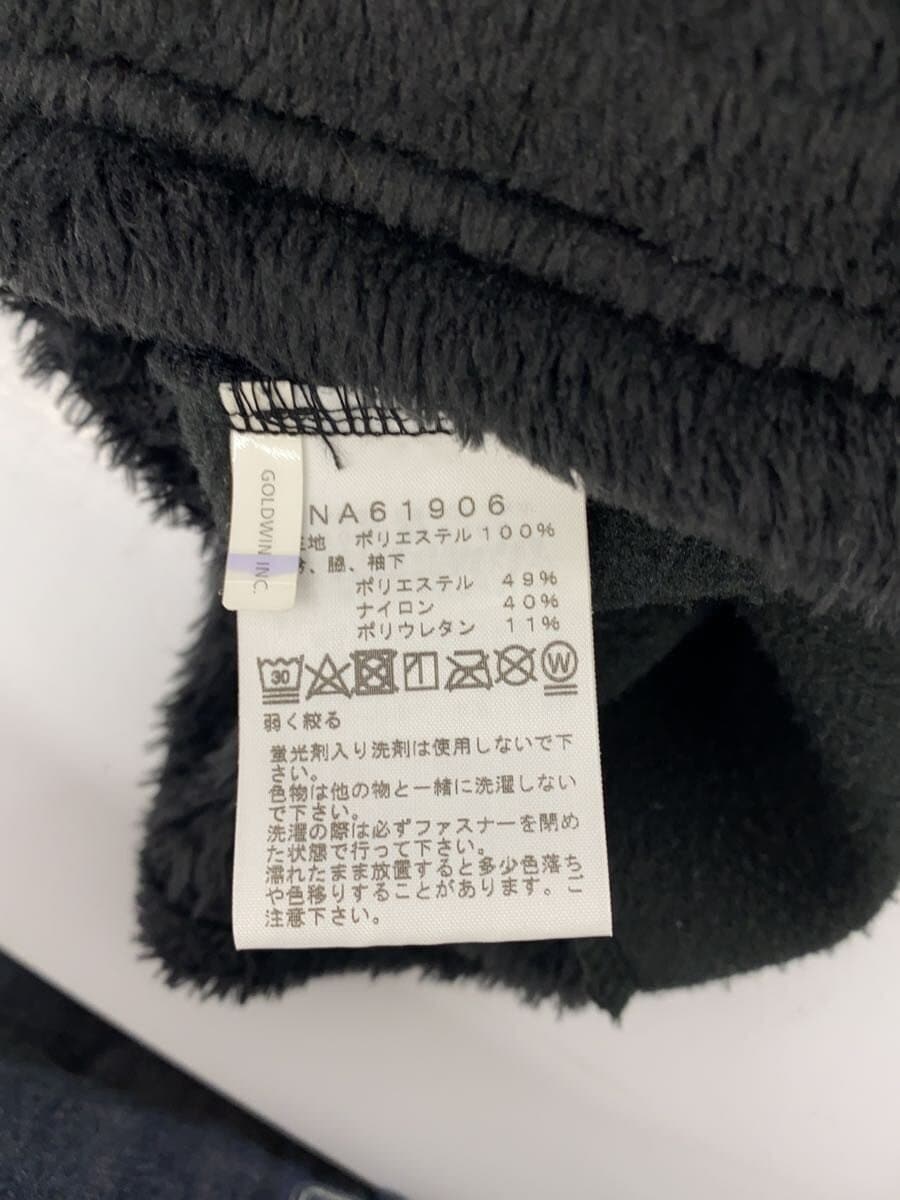 GOLDWIN INC.
NA61906
地 ポリエステル 100%
、脇、袖下
ポリエステル 49%
ナイロン 40%
ポリウレタン 11%
30
W
弱く絞る
蛍光剤入り洗剤は使用しないで下
さい。
色物は他の物と一緒に洗濯しない
で下さい。
洗濯の際は必ずファスナーを閉め
た状態で行って下さい。
濡れたまま放置すると多少色落ち
や色移りすることがあります。ご
注意下さい。